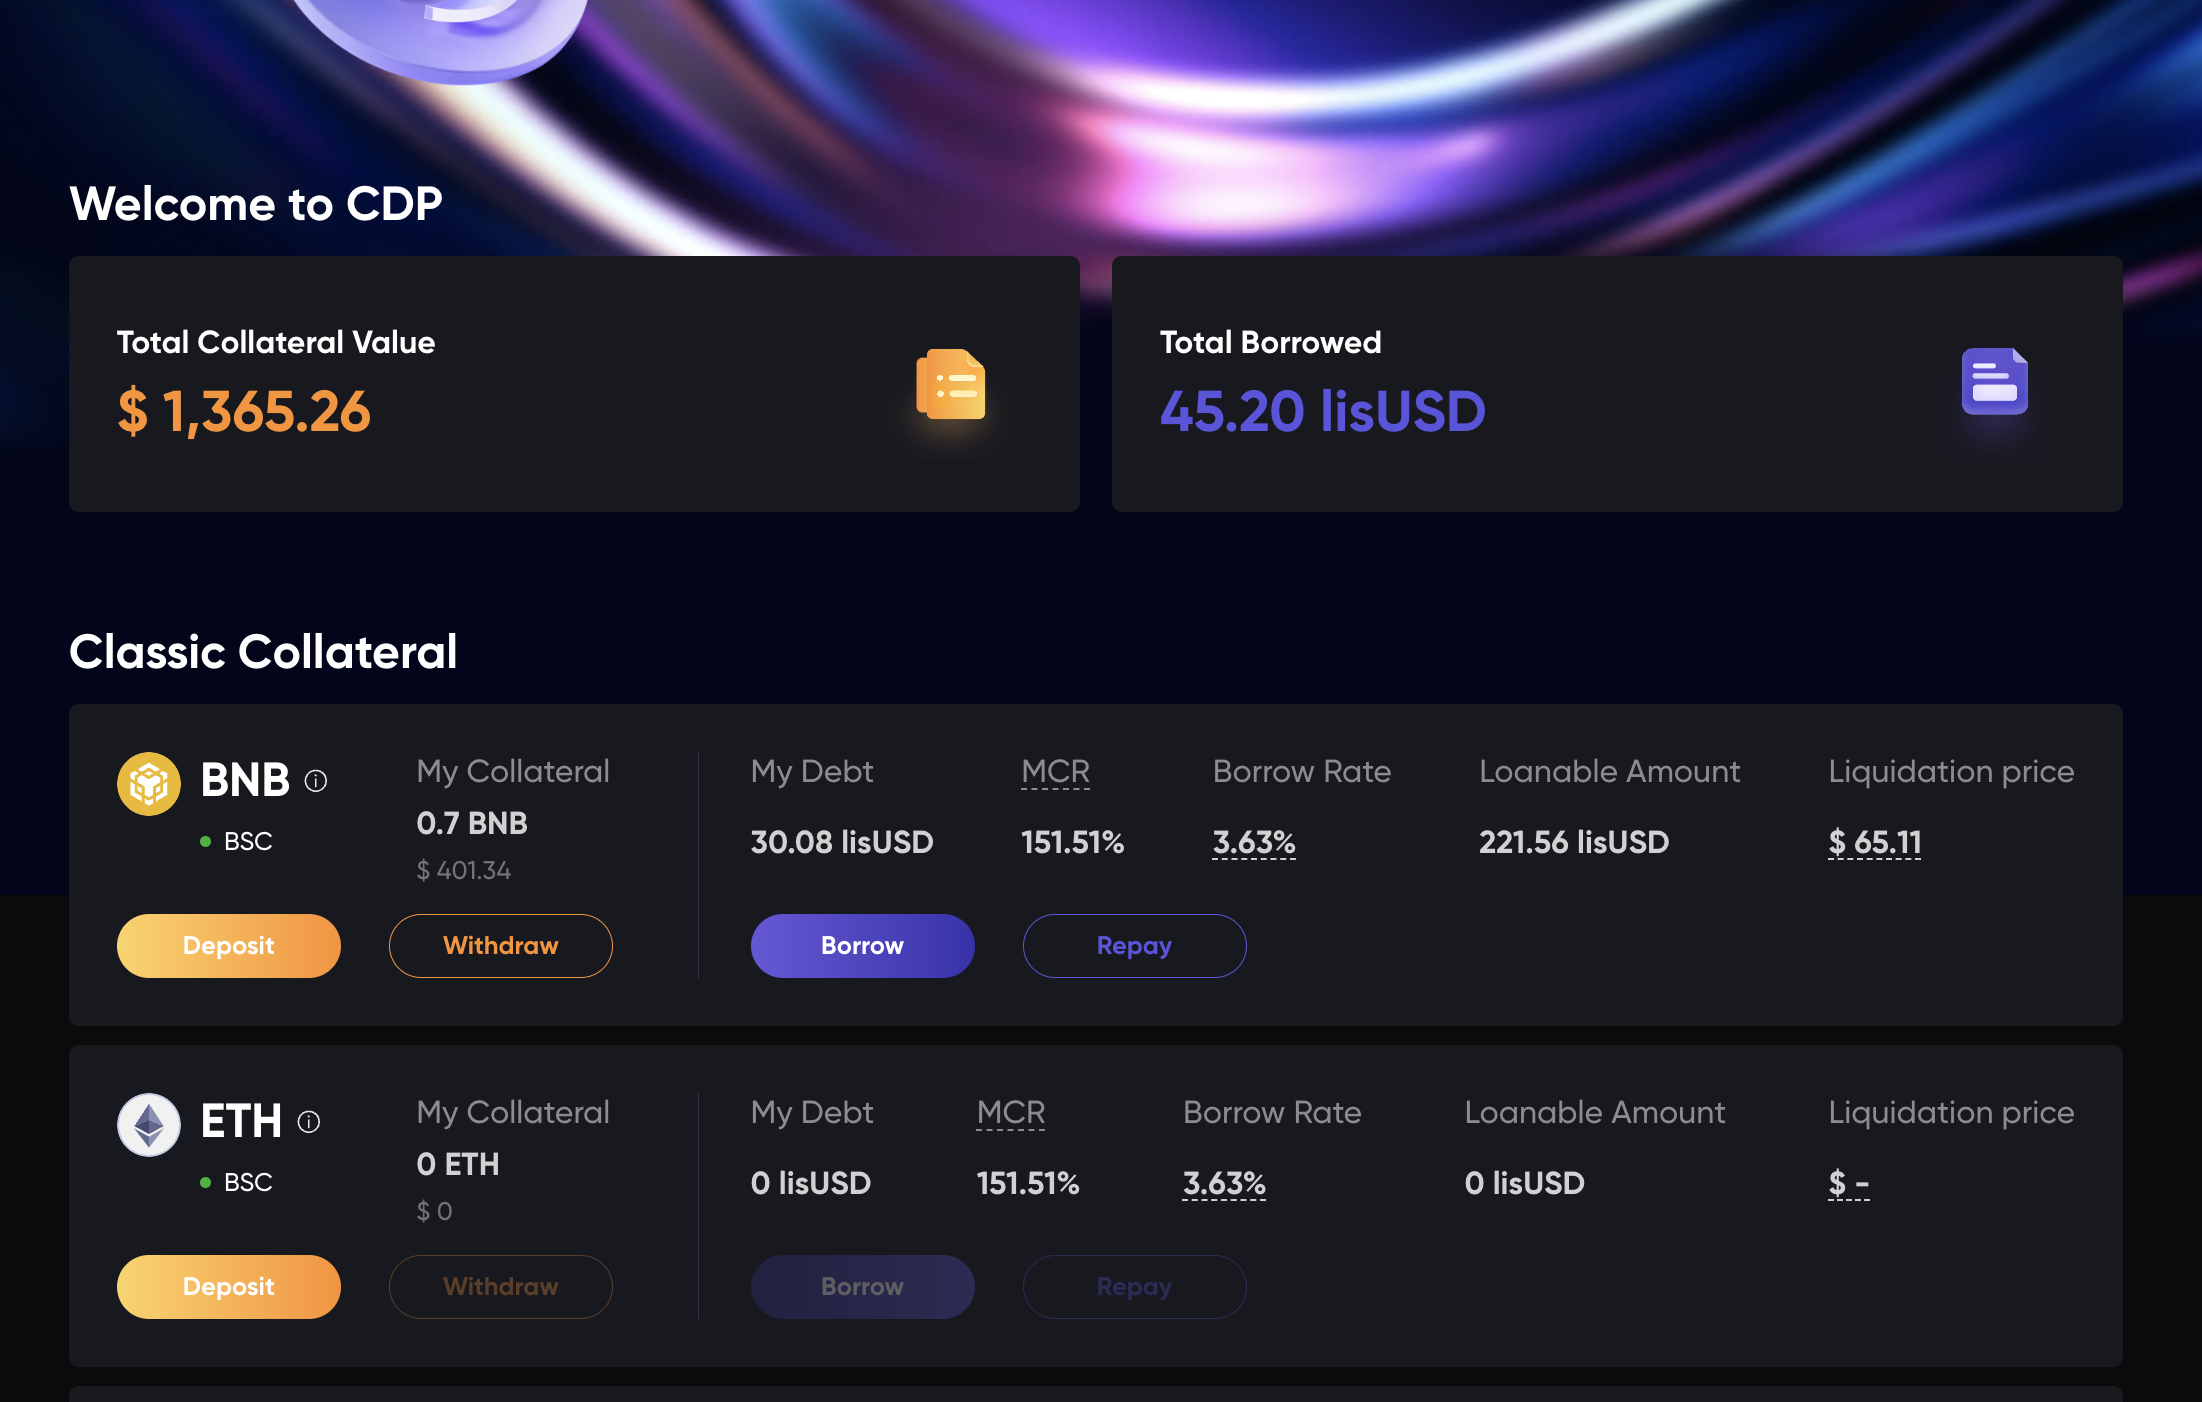 Welcome to CDP
Total Collateral Value
$ 1,365.26
Total Borrowed
45.20 lisUSD
Classic Collateral
BNB
BSC
My Collateral
0.7 BNB
$ 401.34
My Debt
30.08 lisUSD
MCR
151.51%
Borrow Rate
3.63%
Loanable Amount
221.56 lisUSD
Liquidation price
$ 65.11
Deposit
Withdraw
Borrow
Repay
ETH
BSC
My Collateral
0 ETH
$ 0
My Debt
0 lisUSD
MCR
151.51%
Borrow Rate
3.63%
Loanable Amount
0 lisUSD
Liquidation price
$ -
Deposit
Withdraw
Borrow
Repay